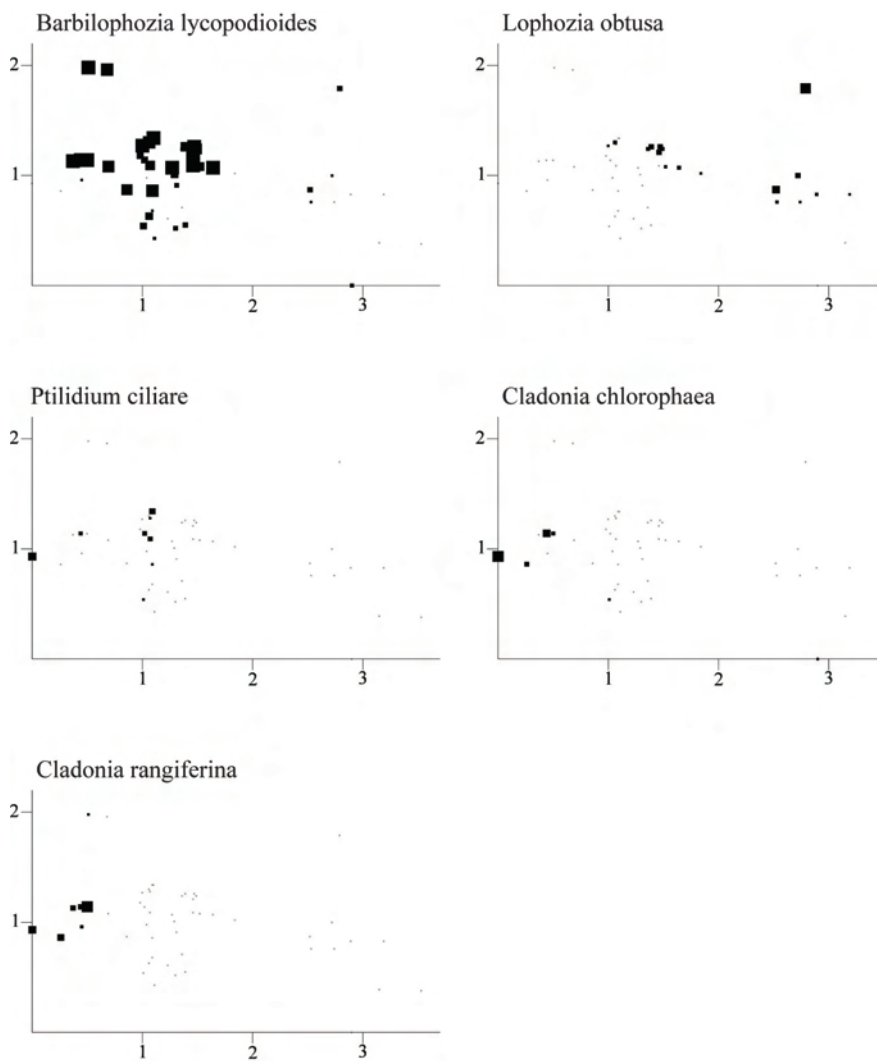 Barbilophozia lycopodioides
2
1
1 2 3
Lophozia obtusa
2
1
1 2 3
Ptilidium ciliare
2
1
1 2 3
Cladonia chlorophaea
2
1
1 2 3
Cladonia rangiferina
2
1
1 2 3